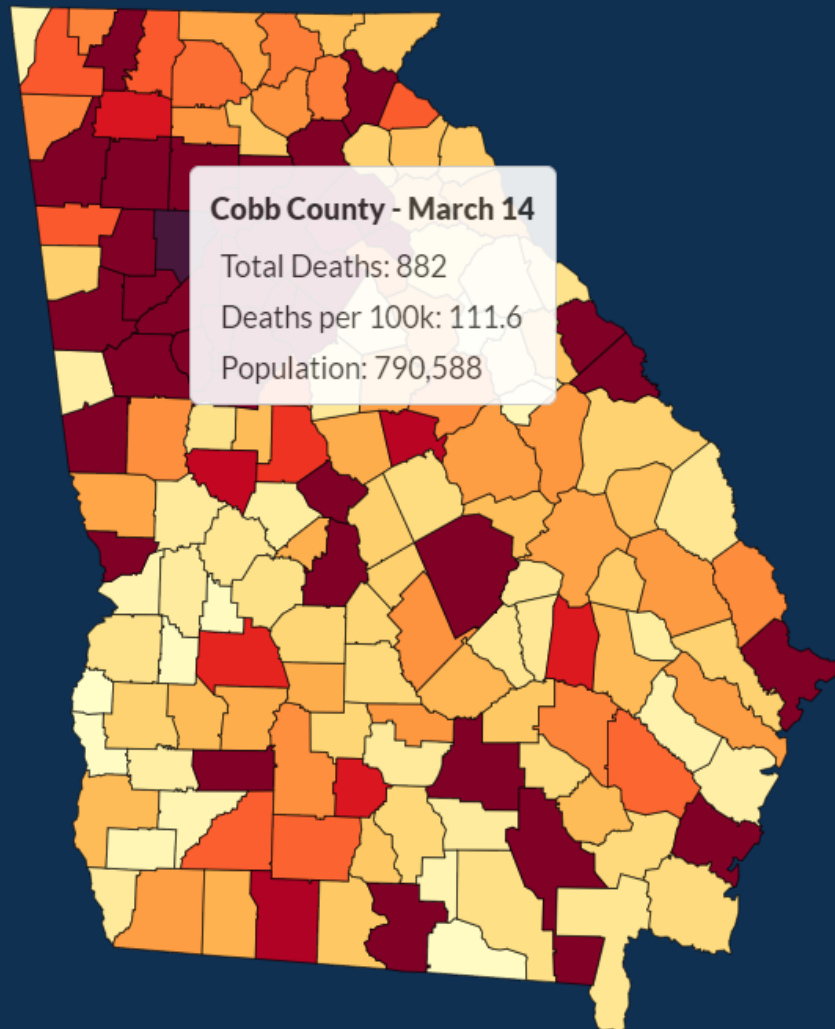 Cobb County - March 14
Total Deaths: 882
Deaths per 100k: 111.6
Population: 790,588